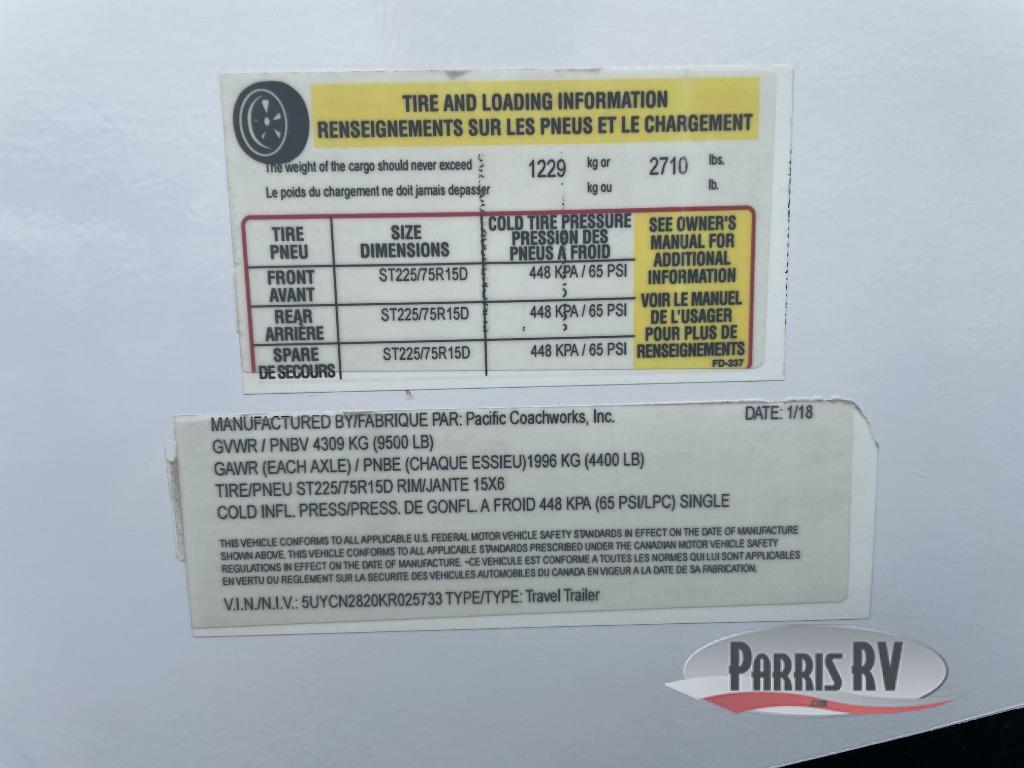 TIRE AND LOADING INFORMATION
RENSEIGNEMENTS SUR LES PNEUS ET LE CHARGEMENT
The weight of the cargo should never exceed 1229 kg or 2710 lbs.
Le poids du chargement ne doit jamais depasser kg ou lb.
TIRE PNEU
SIZE DIMENSIONS
COLD TIRE PRESSURE
PRESSION DES
PNEUS À FROID
FRONT AVANT ST225/75R15D 448 KPA / 65 PSI
REAR ARRIÈRE ST225/75R15D 448 KPA / 65 PSI
SPARE DE SECOURS ST225/75R15D 448 KPA / 65 PSI
SEE OWNER'S
MANUAL FOR
ADDITIONAL
INFORMATION
VOIR LE MANUEL
DE L'USAGER
POUR PLUS DE
RENSEIGNEMENTS
FD-337
MANUFACTURED BY/FABRIQUE PAR: Pacific Coachworks, Inc. DATE: 1/18
GVWR / PNBV 4309 KG (9500 LB)
GAWR (EACH AXLE) / PNBE (CHAQUE ESSIEU)1996 KG (4400 LB)
TIRE/PNEU ST225/75R15D RIM/JANTE 15X6
COLD INFL. PRESS/PRESS. DE GONFL. A FROID 448 KPA (65 PSI/LPC) SINGLE
THIS VEHICLE CONFORMS TO ALL APPLICABLE U.S. FEDERAL MOTOR VEHICLE SAFETY STANDARDS IN EFFECT ON THE DATE OF MANUFACTURE
SHOWN ABOVE. THIS VEHICLE CONFORMS TO ALL APPLICABLE STANDARDS PRESCRIBED UNDER THE CANADIAN MOTOR VEHICLE SAFETY
REGULATIONS IN EFFECT ON THE DATE OF MANUFACTURE. ~CE VEHICULE EST CONFORME A TOUTES LES NORMES QUI LUI SONT APPLICABLES
EN VERTU DU REGLEMENT SUR LA SECURITE DES VEHICULES AUTOMOBILES DU CANADA EN VIGEUR A LA DATE DE SA FABRICATION.
V.I.N./N.I.V.: 5UYCN2820KR025733 TYPE/TYPE: Travel Trailer
PARRIS RV
.com